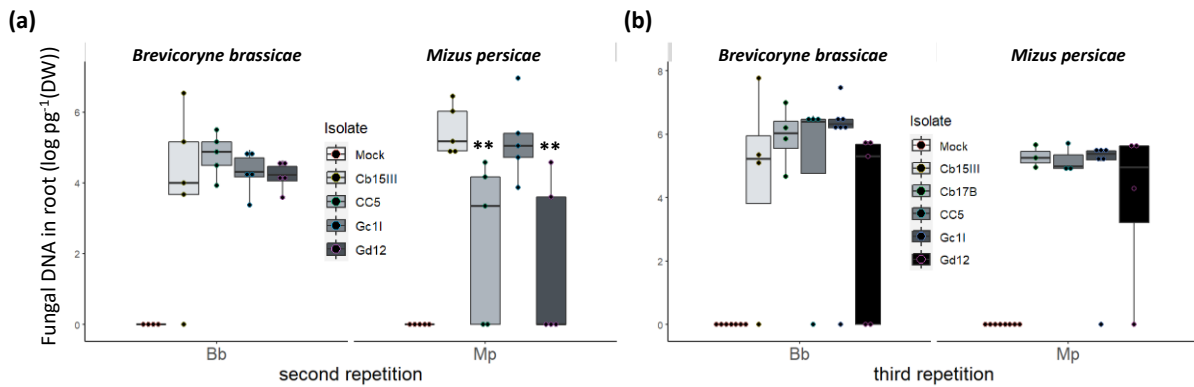 (a)
Brevicoryne brassicae
Mizus persicae
Fungal DNA in root (log pg-1(DW)
6
4
2
0
Isolate
Mock
Cb15III
CC5
Gc1I
Gd12
**
**
Bb
Mp
second repetition
(b)
Brevicoryne brassicae
Mizus persicae
8
6
4
2
0
Isolate
Mock
Cb15III
Cb17B
CC5
Gc1I
Gd12
Bb
Mp
third repetition